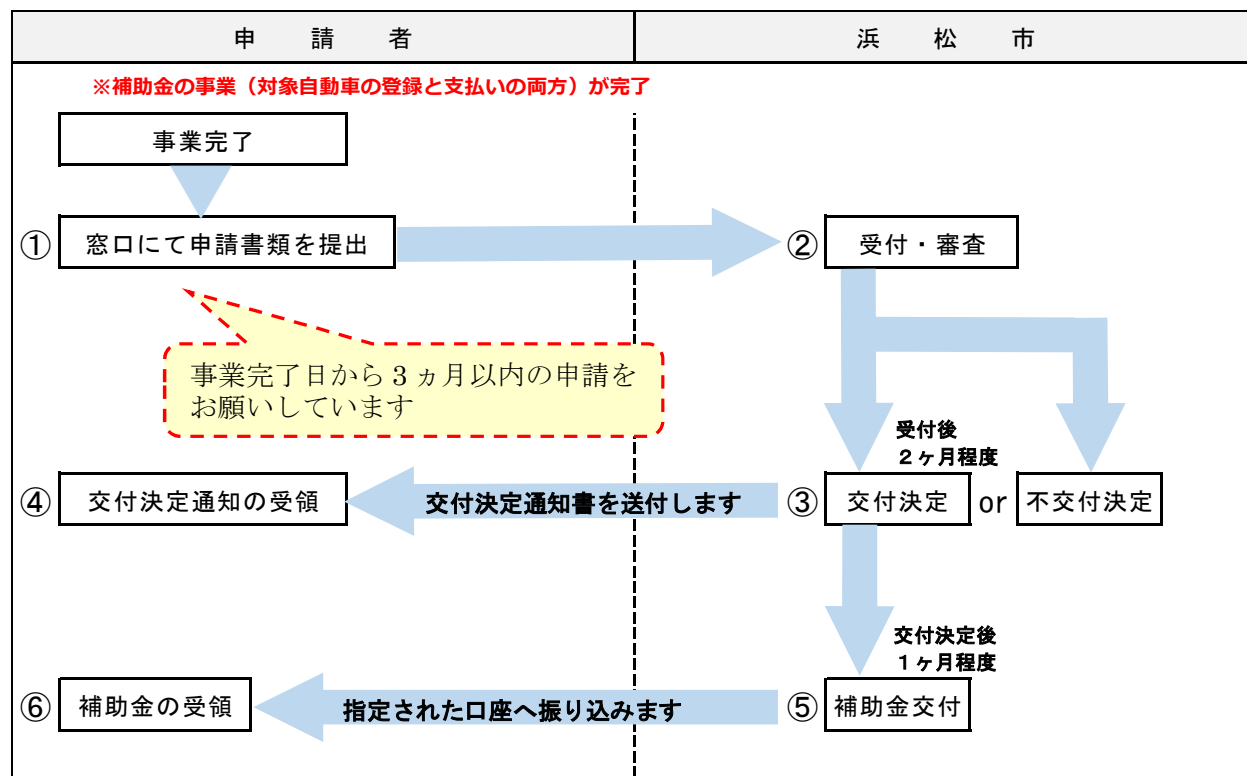 申請者
浜松市
※補助金の事業（対象自動車の登録と支払いの両方）が完了
事業完了
① 窓口にて申請書類を提出
② 受付・審査
事業完了日から３ヵ月以内の申請を
お願いしています
受付後
２ヶ月程度
④ 交付決定通知の受領
交付決定通知書を送付します
③ 交付決定 or 不交付決定
交付決定後
１ヶ月程度
⑥ 補助金の受領
指定された口座へ振り込みます
⑤ 補助金交付